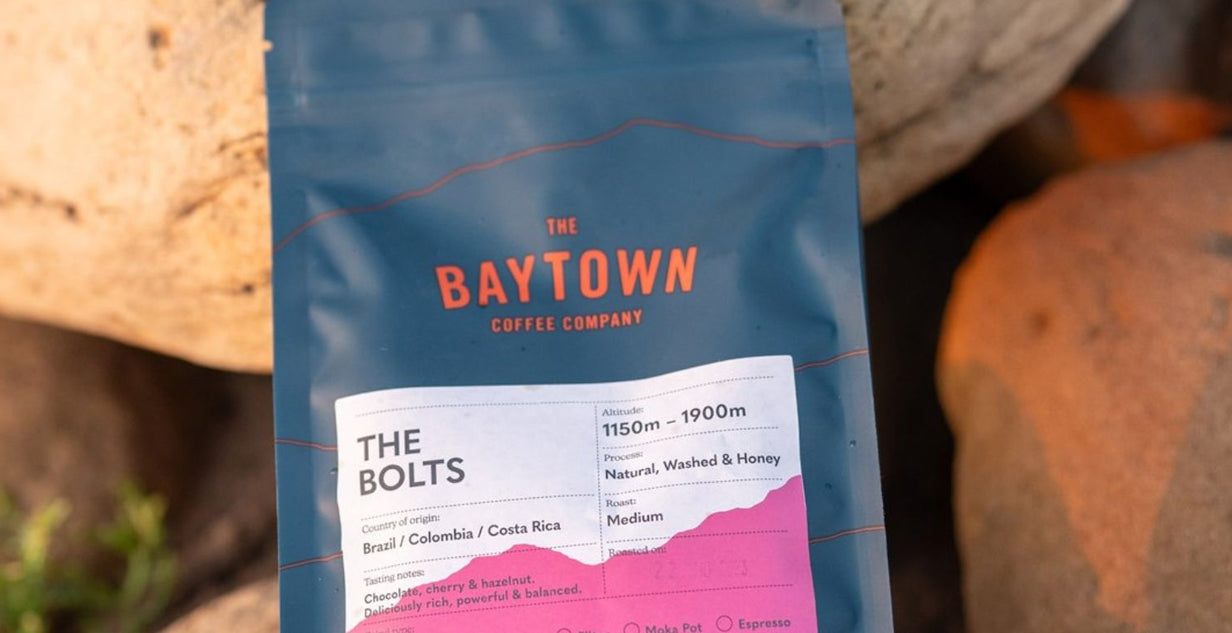 THE
BAYTOWN
COFFEE COMPANY
THE
BOLTS
Country of origin:
Brazil / Colombia / Costa Rica
Tasting notes:
Chocolate, cherry & hazelnut.
Deliciously rich, powerful & balanced.
Altitude:
1150m – 1900m
Process:
Natural, Washed & Honey
Roast:
Medium
Roasted on:
type:
Moka Pot
Espresso